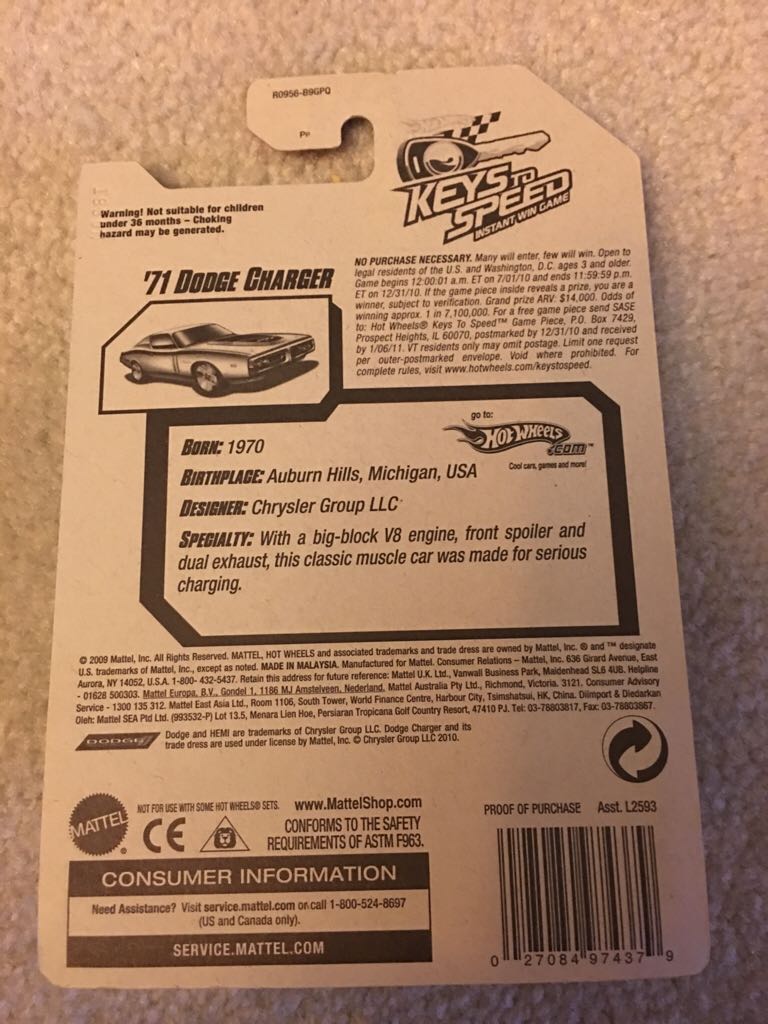 R0956-B9GPQ
KEYS TO SPEED
INSTANT WIN GAME
Warning! Not suitable for children
under 36 months – Choking
hazard may be generated.
'71 DODGE CHARGER
NO PURCHASE NECESSARY. Many will enter, few will win. Open to
legal residents of the U.S. and Washington, D.C. ages 3 and older.
Game begins 12:00:01 a.m. ET on 7/01/10 and ends 11:59:59 p.m.
ET on 12/31/10. If the game piece inside reveals a prize, you are a
winner, subject to verification. Grand prize ARV: $14,000. Odds of
winning approx. 1 in 7,100,000. For a free game piece send SASE
to: Hot Wheels® Keys To Speed™ Game Piece, P.O. Box 7429,
Prospect Heights, IL 60070, postmarked by 12/31/10 and received
by 1/06/11. VT residents only may omit postage. Limit one request
per outer-postmarked envelope. Void where prohibited. For
complete rules, visit www.hotwheels.com/keystospeed.
go to:
HOT WHEELS
.COM™
Cool cars, games and more!
BORN: 1970
BIRTHPLACE: Auburn Hills, Michigan, USA
DESIGNER: Chrysler Group LLC
SPECIALTY: With a big-block V8 engine, front spoiler and
dual exhaust, this classic muscle car was made for serious
charging.
© 2009 Mattel, Inc. All Rights Reserved. MATTEL, HOT WHEELS and associated trademarks and trade dress are owned by Mattel, Inc. ® and ™ designate
U.S. trademarks of Mattel, Inc., except as noted. MADE IN MALAYSIA. Manufactured for Mattel. Consumer Relations – Mattel, Inc. 636 Girard Avenue, East
Aurora, NY 14052, U.S.A. 1-800- 432-5437. Retain this address for future reference: Mattel U.K. Ltd., Vanwall Business Park, Maidenhead SL6 4UB. Helpline
- 01628 500303. Mattel Europa, B.V., Gondel 1, 1186 MJ Amstelveen, Nederland. Mattel Australia Pty Ltd., Richmond, Victoria. 3121. Consumer Advisory
Service - 1300 135 312. Mattel East Asia Ltd., Room 1106, South Tower, World Finance Centre, Harbour City, Tsimshatsui, HK, China. Diimport & Diedarkan
Oleh: Mattel SEA Ptd Ltd. (993532-P) Lot 13.5, Menara Lien Hoe, Persiaran Tropicana Golf Country Resort, 47410 PJ. Tel: 03-78803817, Fax: 03-78803867.
DODGE
Dodge and HEMI are trademarks of Chrysler Group LLC. Dodge Charger and its
trade dress are used under license by Mattel, Inc. © Chrysler Group LLC 2010.
MATTEL®
NOT FOR USE WITH SOME HOT WHEELS® SETS.
www.MattelShop.com
CE
CONFORMS TO THE SAFETY
REQUIREMENTS OF ASTM F963.
PROOF OF PURCHASE Asst. L2593
CONSUMER INFORMATION
Need Assistance? Visit service.mattel.com or call 1-800-524-8697
(US and Canada only).
SERVICE.MATTEL.COM
0 27084 97437 9